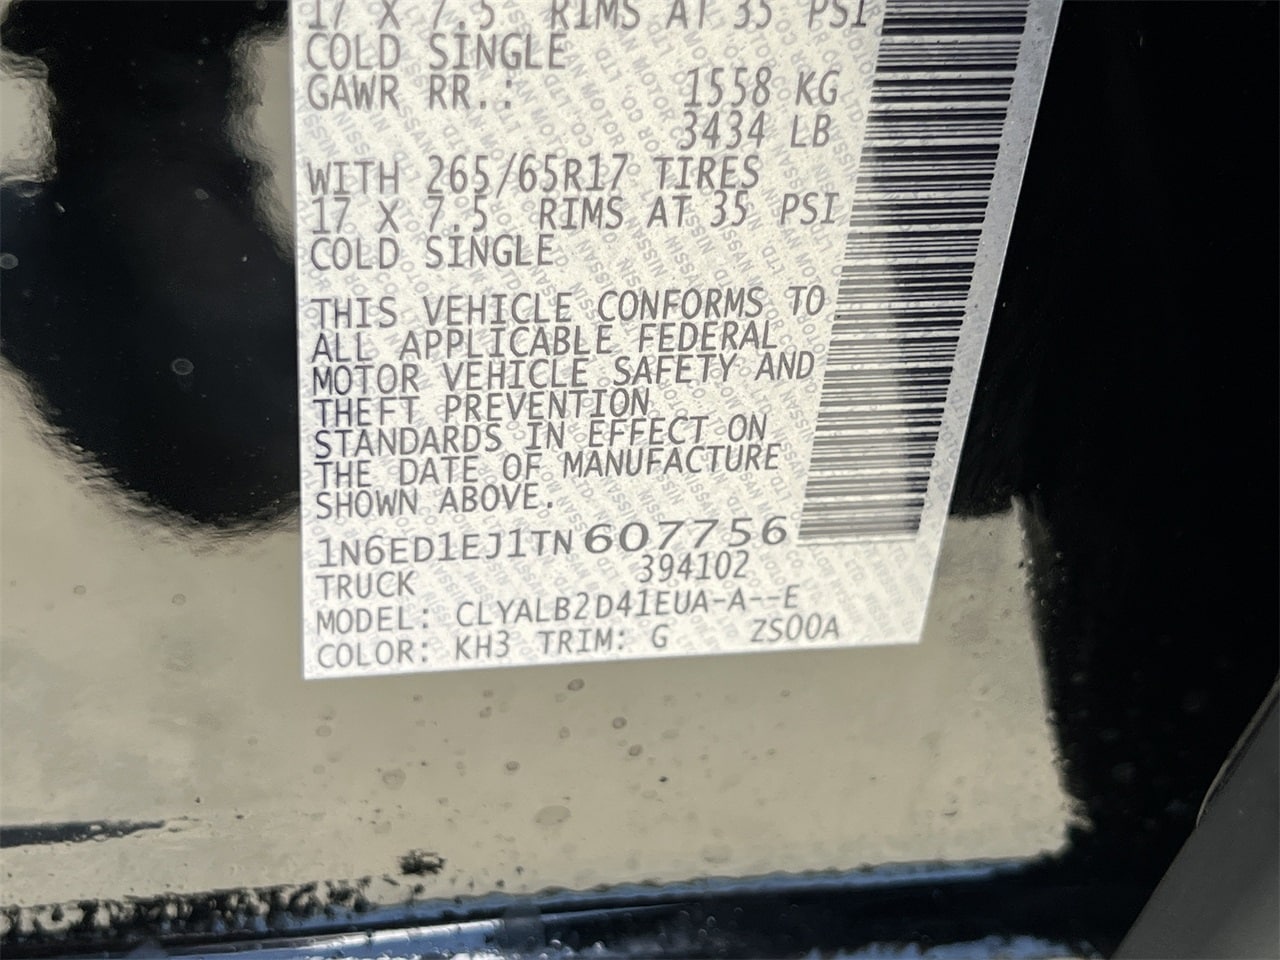 17 X 7.5 RIMS AT 35 PSI
COLD SINGLE
GAWR RR.: 1558 KG
3434 LB
WITH 265/65R17 TIRES
17 X 7.5 RIMS AT 35 PSI
COLD SINGLE
THIS VEHICLE CONFORMS TO
ALL APPLICABLE FEDERAL
MOTOR VEHICLE SAFETY AND
THEFT PREVENTION
STANDARDS IN EFFECT ON
THE DATE OF MANUFACTURE
SHOWN ABOVE.
1N6ED1EJ1TN607756
394102
TRUCK
MODEL: CLYALB2D41EUA-A--E
COLOR: KH3 TRIM: G ZS00A